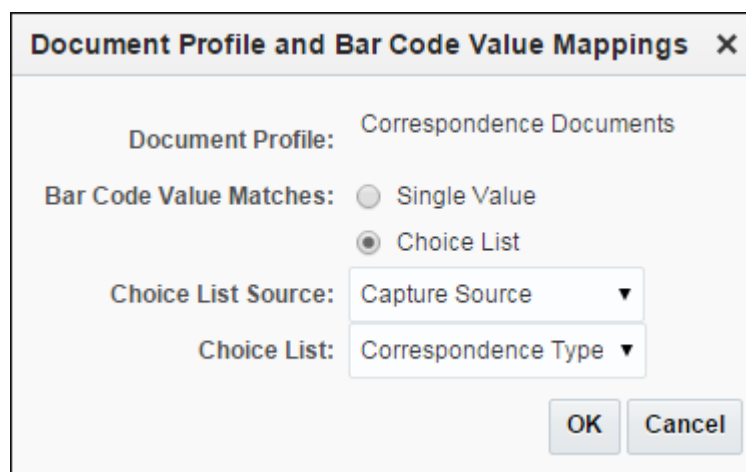 Document Profile and Bar Code Value Mappings ×
Document Profile: Correspondence Documents
Bar Code Value Matches: Single Value
Choice List
Choice List Source: Capture Source
Choice List: Correspondence Type
OK Cancel